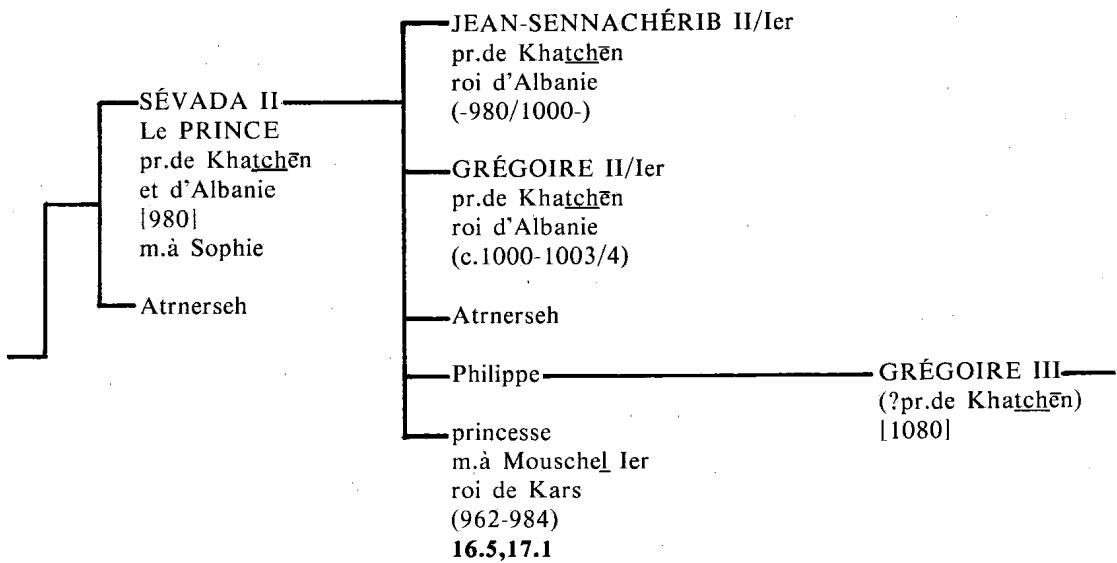 SÉVADA II
Le PRINCE
pr.de Khatchēn
et d'Albanie
[980]
m.à Sophie
Atrnerseh
JEAN-SENNACHÉRIB II/Ier
pr.de Khatchēn
roi d'Albanie
(-980/1000-)
GRÉGOIRE II/Ier
pr.de Khatchēn
roi d'Albanie
(c.1000-1003/4)
Atrnerseh
Philippe
princesse
m.à Mouschel Ier
roi de Kars
(962-984)
16.5,17.1
GRÉGOIRE III
(?pr.de Khatchēn)
[1080]